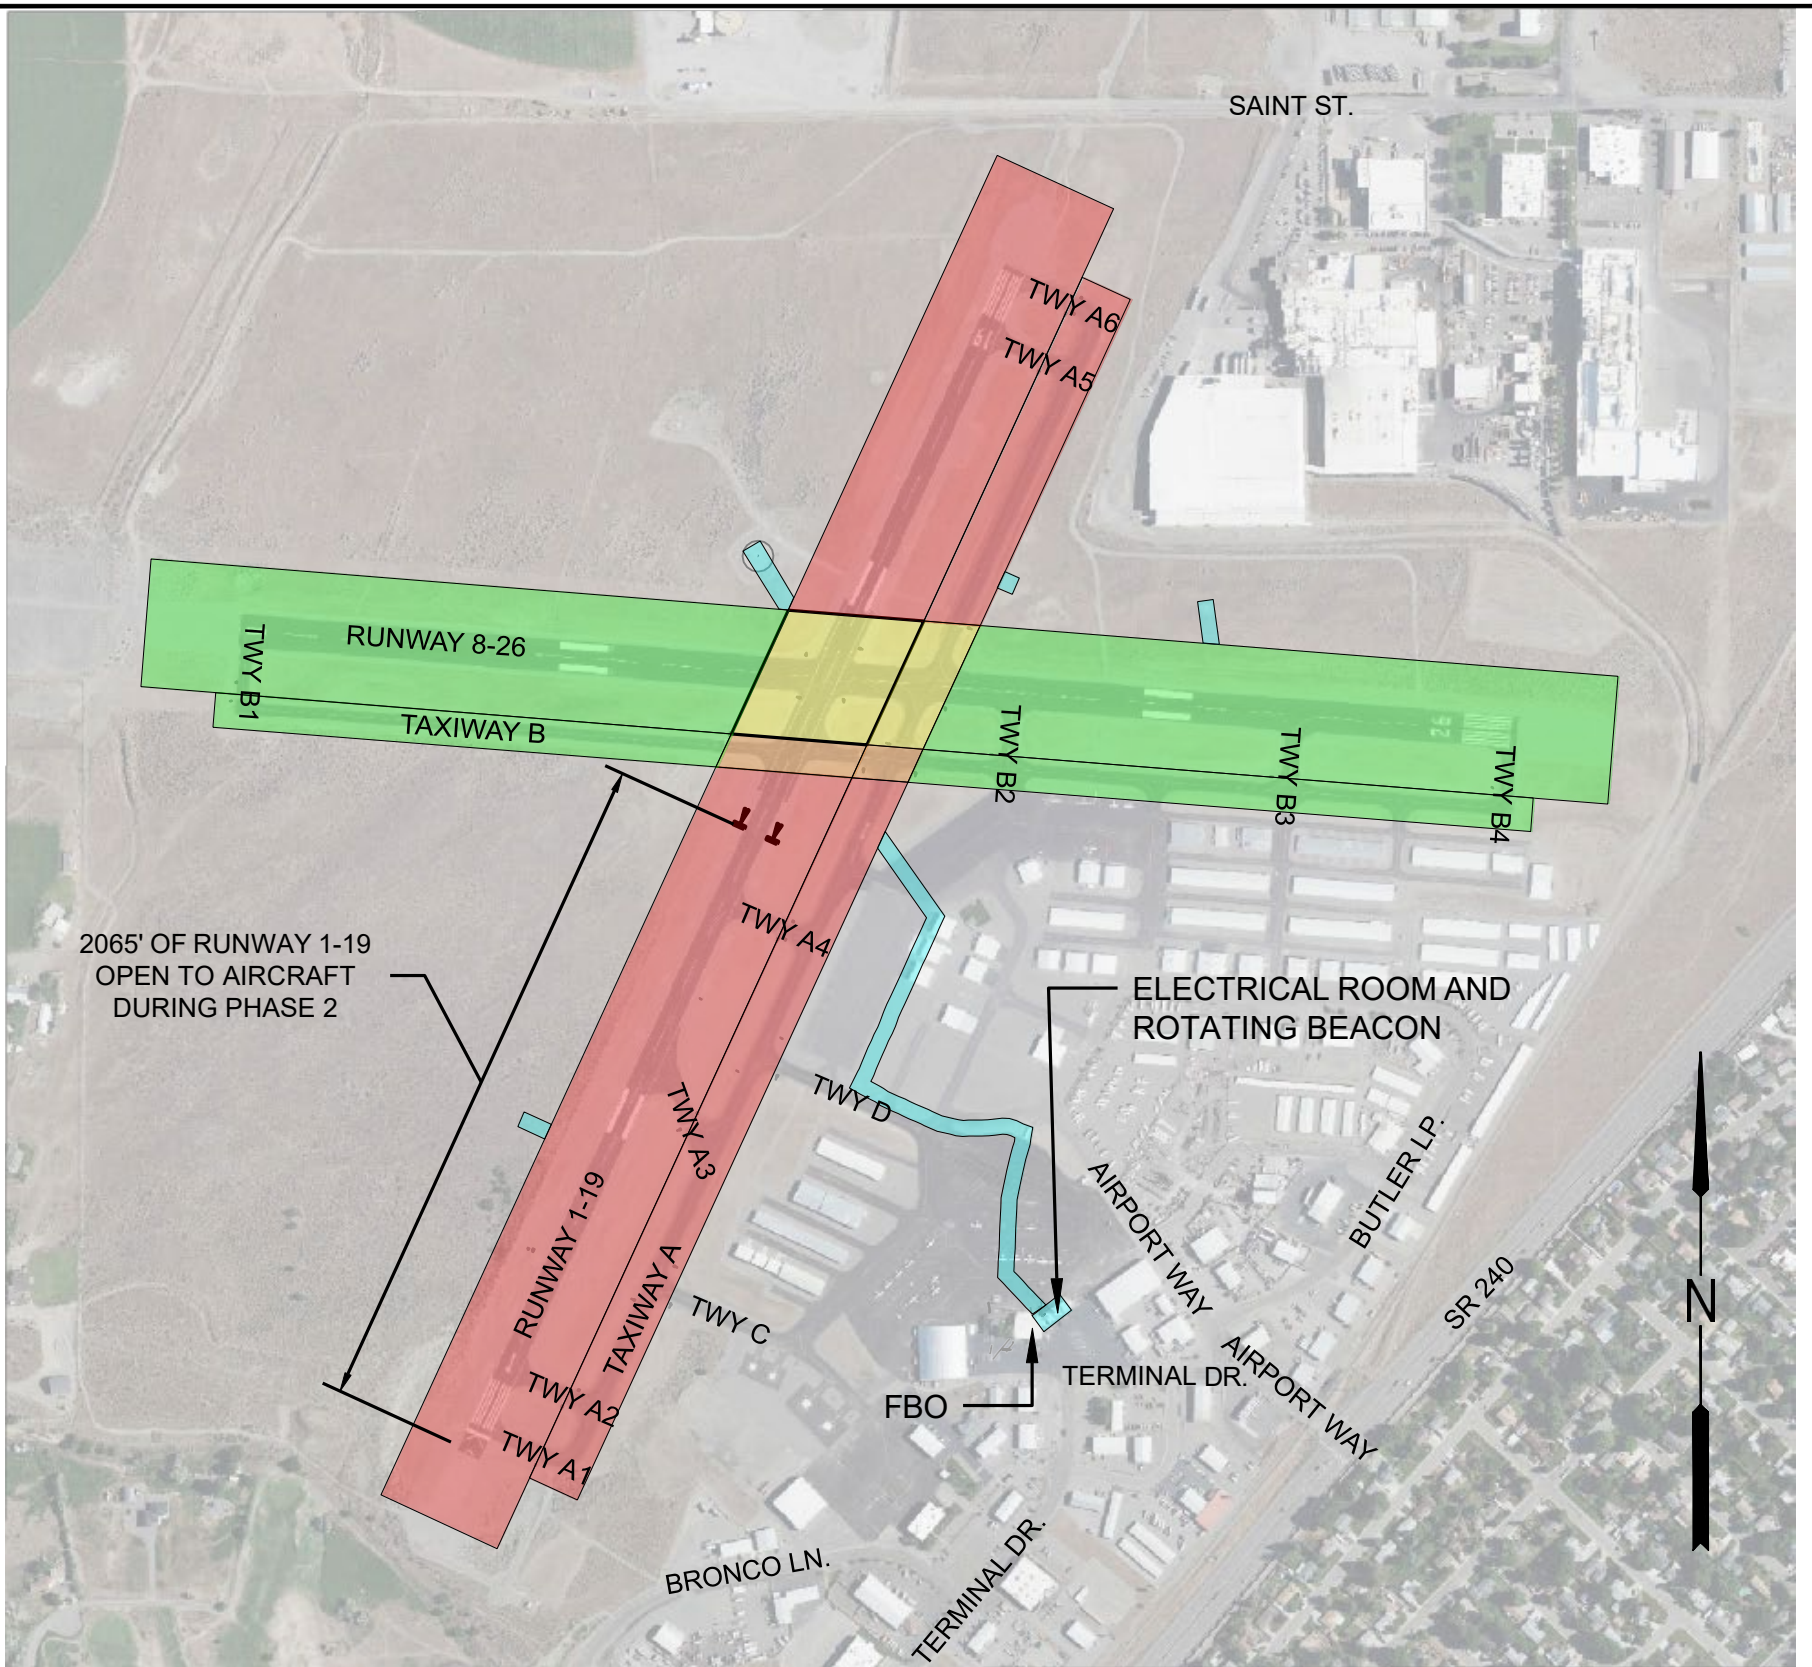 SAINT ST.
TWY A6
TWY A5
19
RUNWAY 8-26
TWY B1
TAXIWAY B
TWY B2
TWY B3
26
TWY B4
TWY A4
2065' OF RUNWAY 1-19
OPEN TO AIRCRAFT
DURING PHASE 2
ELECTRICAL ROOM AND
ROTATING BEACON
TWY D
TWY A3
AIRPORT WAY
BUTLER LP.
RUNWAY 1-19
TAXIWAY A
TWY C
SR 240
N
AIRPORT WAY
TERMINAL DR.
FBO
TWY A2
TWY A1
BRONCO LN.
TERMINAL DR.